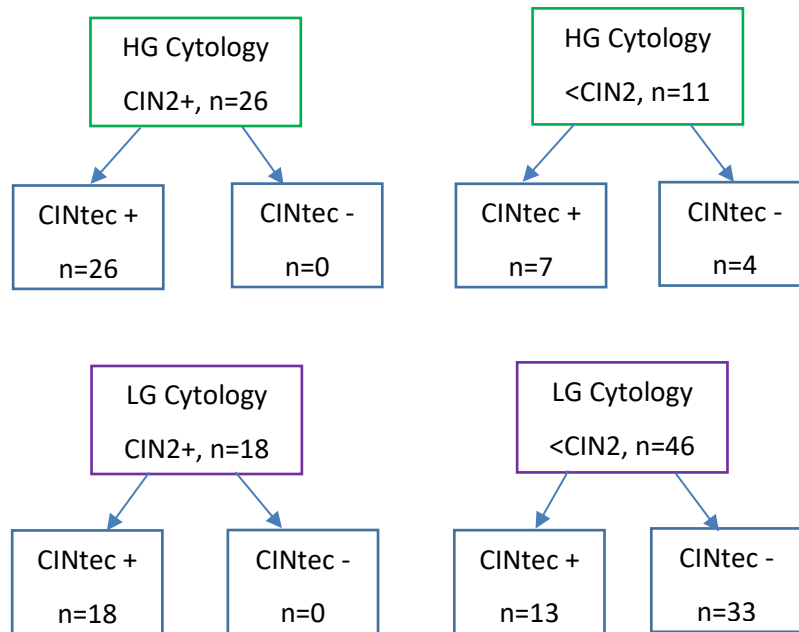 HG Cytology
CIN2+, n=26
HG Cytology
<CIN2, n=11
CINtec +
n=26
CINtec -
n=0
CINtec +
n=7
CINtec -
n=4
LG Cytology
CIN2+, n=18
LG Cytology
<CIN2, n=46
CINtec +
n=18
CINtec -
n=0
CINtec +
n=13
CINtec -
n=33